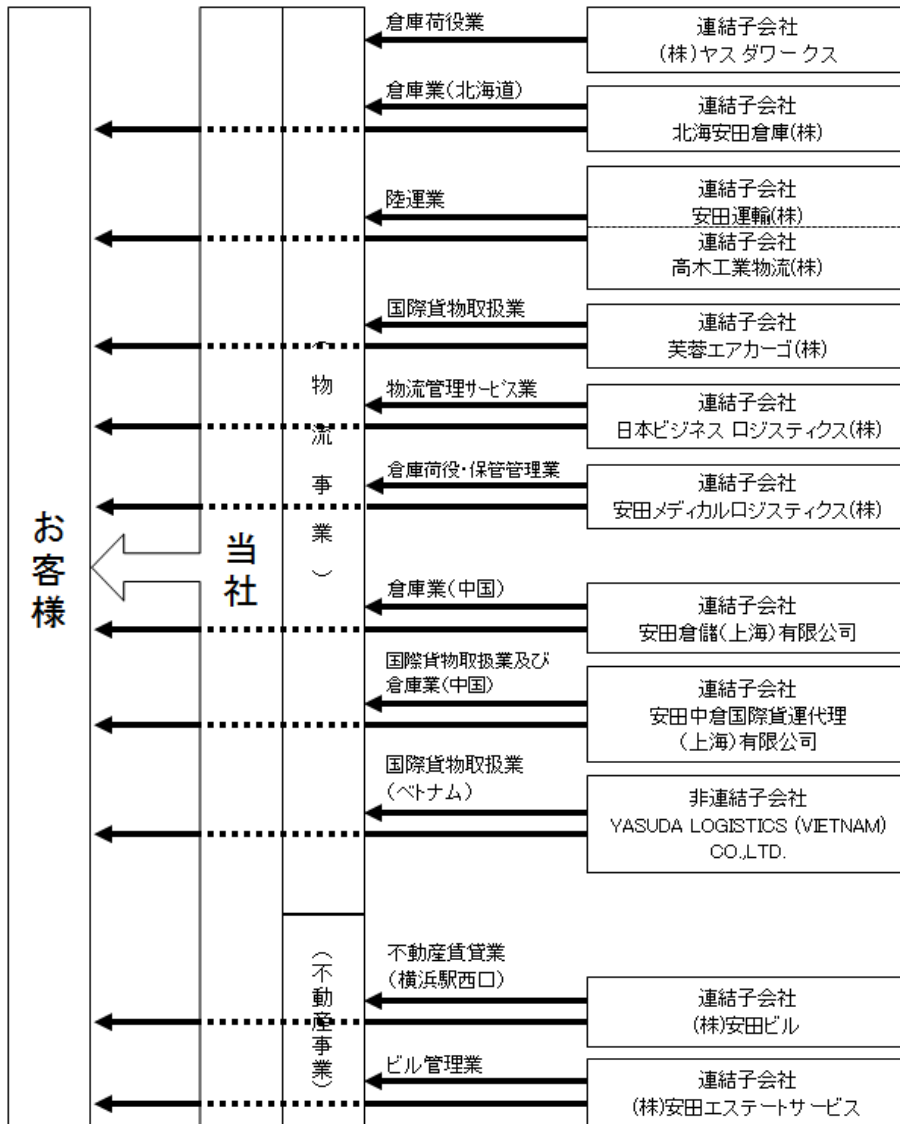 お客様
当社
(物流事業)
(不動産事業)
倉庫荷役業
連結子会社
(株)ヤスダワークス
倉庫業(北海道)
連結子会社
北海安田倉庫(株)
陸運業
連結子会社
安田運輸(株)
連結子会社
高木工業物流(株)
国際貨物取扱業
連結子会社
芙蓉エアカーゴ(株)
物流管理サービス業
連結子会社
日本ビジネス ロジスティクス(株)
倉庫荷役・保管管理業
連結子会社
安田メディカルロジスティクス(株)
倉庫業(中国)
連結子会社
安田倉儲(上海)有限公司
国際貨物取扱業及び
倉庫業(中国)
連結子会社
安田中倉国際貨運代理
(上海)有限公司
国際貨物取扱業
(ベトナム)
非連結子会社
YASUDA LOGISTICS (VIETNAM)
CO.,LTD.
不動産賃貸業
(横浜駅西口)
連結子会社
(株)安田ビル
ビル管理業
連結子会社
(株)安田エステートサービス